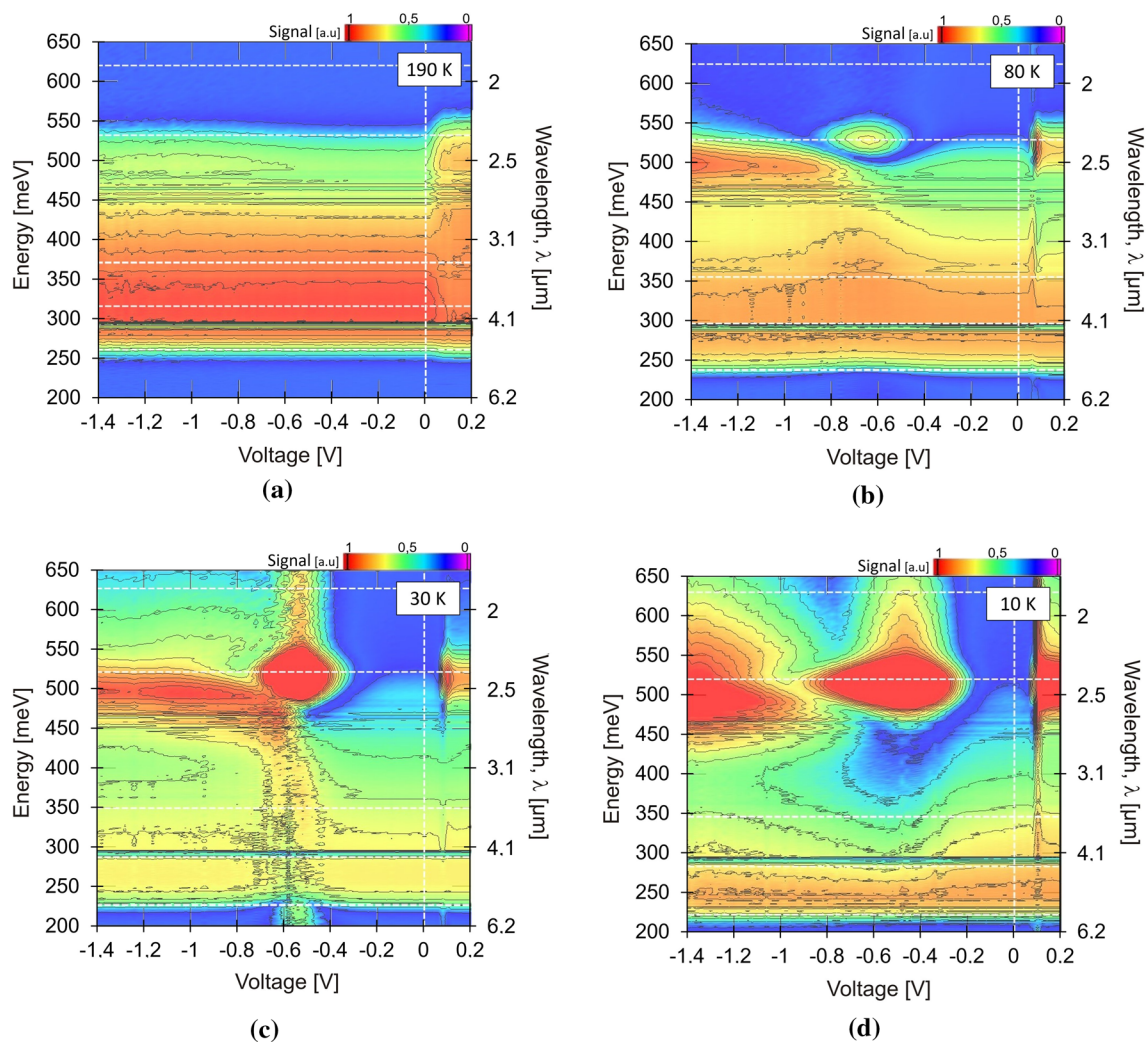 Signal [a.u] 1 0,5 0
650
600
550
500
450
400
350
300
250
200
Energy [meV]
190 K
2
2.5
3.1
4.1
6.2
Wavelength, λ [µm]
-1.4 -1.2 -1 -0.8 -0.6 -0.4 -0.2 0 0.2
Voltage [V]
(a)
Signal [a.u] 1 0,5 0
650
600
550
500
450
400
350
300
250
200
Energy [meV]
80 K
2
2.5
3.1
4.1
6.2
Wavelength, λ [µm]
-1.4 -1.2 -1 -0.8 -0.6 -0.4 -0.2 0 0.2
Voltage [V]
(b)
Signal [a.u] 1 0,5 0
650
600
550
500
450
400
350
300
250
200
Energy [meV]
30 K
2
2.5
3.1
4.1
6.2
Wavelength, λ [µm]
-1.4 -1.2 -1 -0.8 -0.6 -0.4 -0.2 0 0.2
Voltage [V]
(c)
Signal [a.u] 1 0,5 0
650
600
550
500
450
400
350
300
250
200
Energy [meV]
10 K
2
2.5
3.1
4.1
6.2
Wavelength, λ [µm]
-1.4 -1.2 -1 -0.8 -0.6 -0.4 -0.2 0 0.2
Voltage [V]
(d)